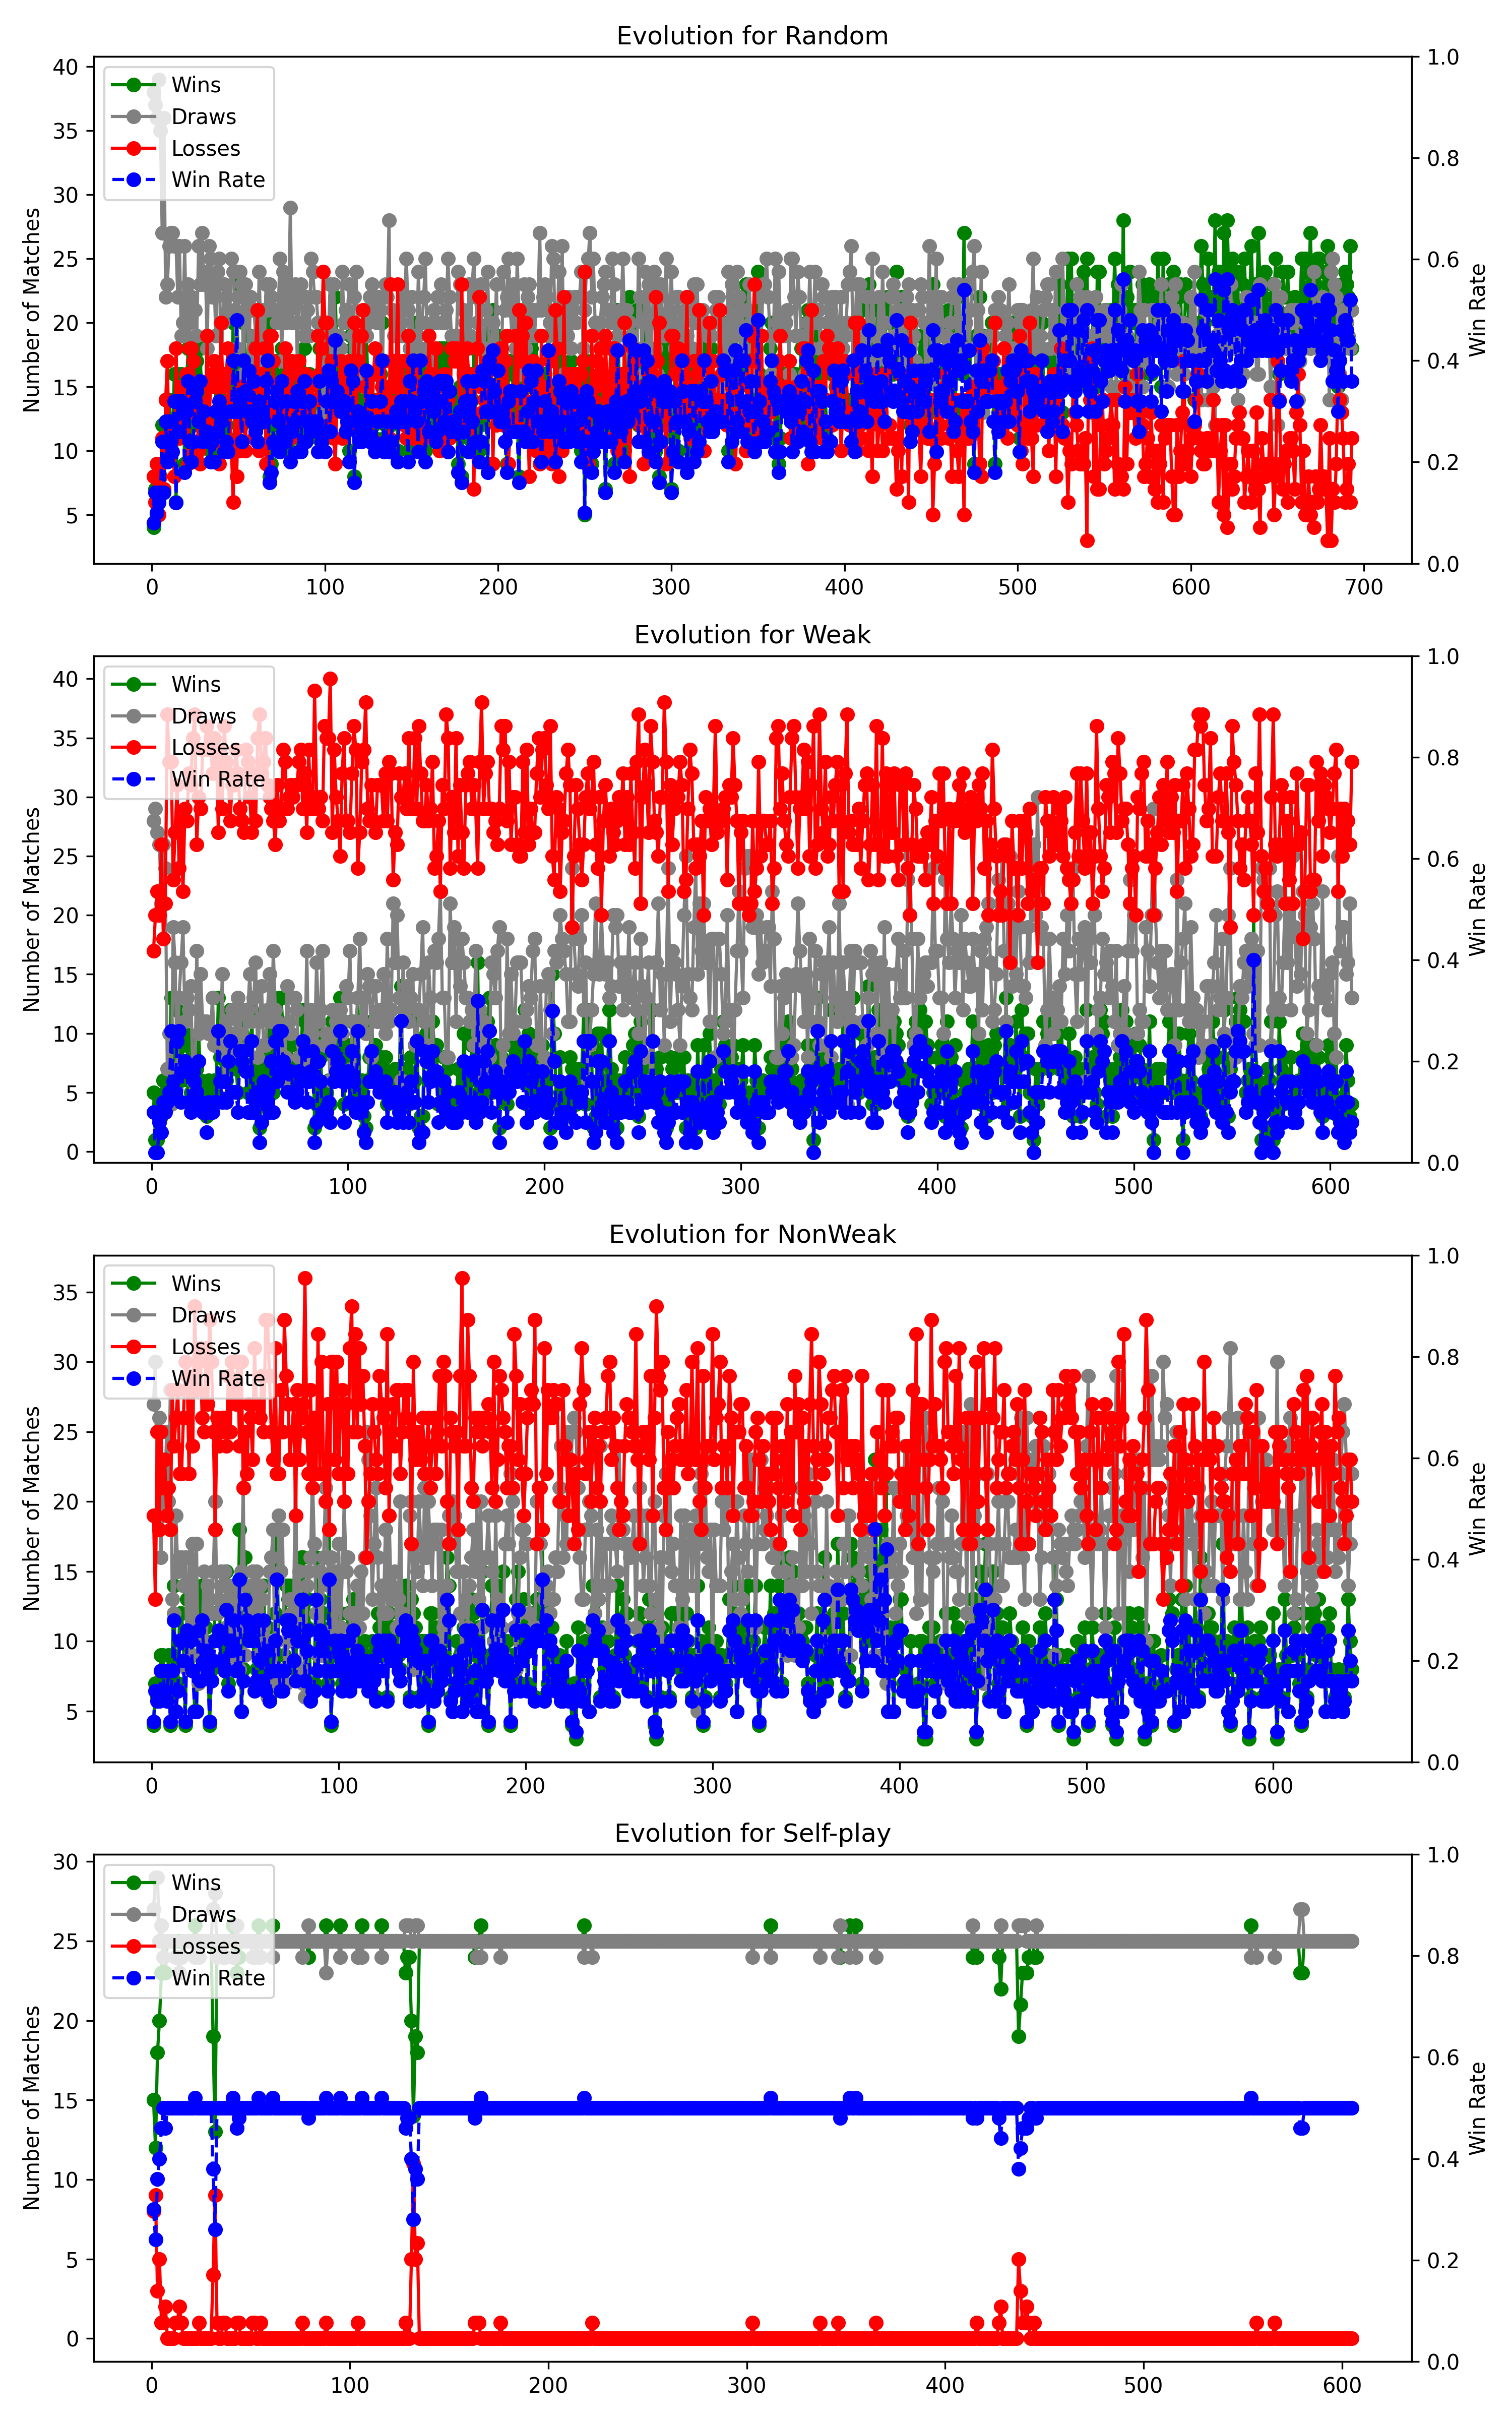 Evolution for Random
40
35
30
25
20
15
10
5
Number of Matches
Wins
Draws
Losses
Win Rate
1.0
0.8
0.6
0.4
0.2
0.0
Win Rate
0 100 200 300 400 500 600 700
Evolution for Weak
40
35
30
25
20
15
10
5
0
Number of Matches
Wins
Draws
Losses
Win Rate
1.0
0.8
0.6
0.4
0.2
0.0
Win Rate
0 100 200 300 400 500 600
Evolution for NonWeak
35
30
25
20
15
10
5
Number of Matches
Wins
Draws
Losses
Win Rate
1.0
0.8
0.6
0.4
0.2
0.0
Win Rate
0 100 200 300 400 500 600
Evolution for Self-play
30
25
20
15
10
5
0
Number of Matches
Wins
Draws
Losses
Win Rate
1.0
0.8
0.6
0.4
0.2
0.0
Win Rate
0 100 200 300 400 500 600